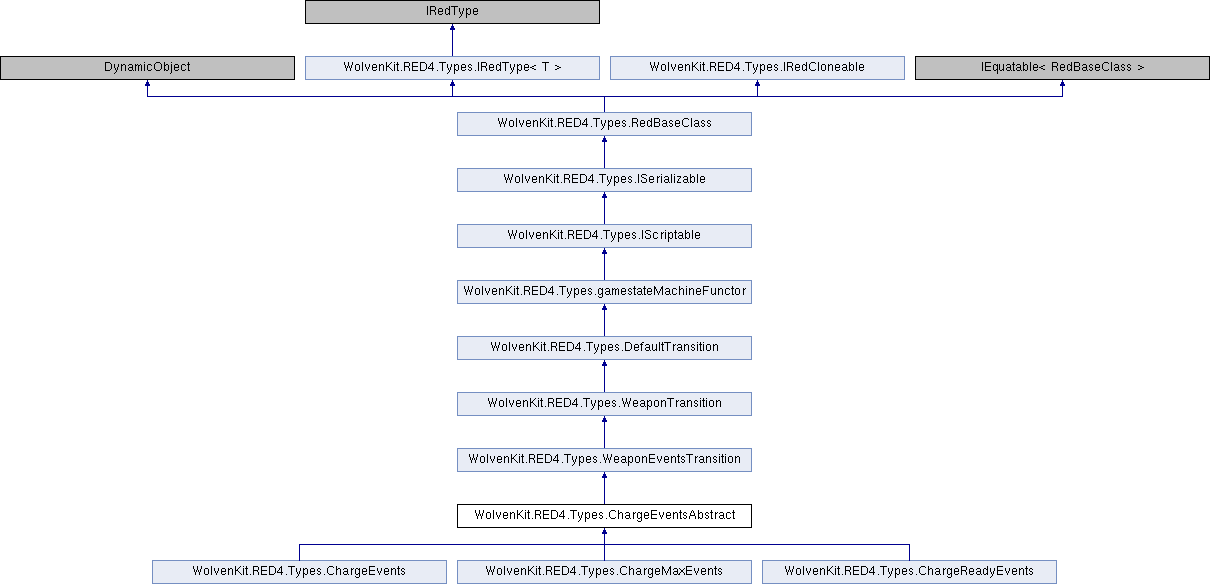 IRedType
DynamicObject
WolvenKit.RED4.Types.IRedType< T >
WolvenKit.RED4.Types.IRedCloneable
IEquatable< RedBaseClass >
WolvenKit.RED4.Types.RedBaseClass
WolvenKit.RED4.Types.ISerializable
WolvenKit.RED4.Types.IScriptable
WolvenKit.RED4.Types.gamestateMachineFunctor
WolvenKit.RED4.Types.DefaultTransition
WolvenKit.RED4.Types.WeaponTransition
WolvenKit.RED4.Types.WeaponEventsTransition
WolvenKit.RED4.Types.ChargeEventsAbstract
WolvenKit.RED4.Types.ChargeEvents
WolvenKit.RED4.Types.ChargeMaxEvents
WolvenKit.RED4.Types.ChargeReadyEvents